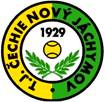 T.J. ČECHIE NOVÝ JÁCHYMOV
1929